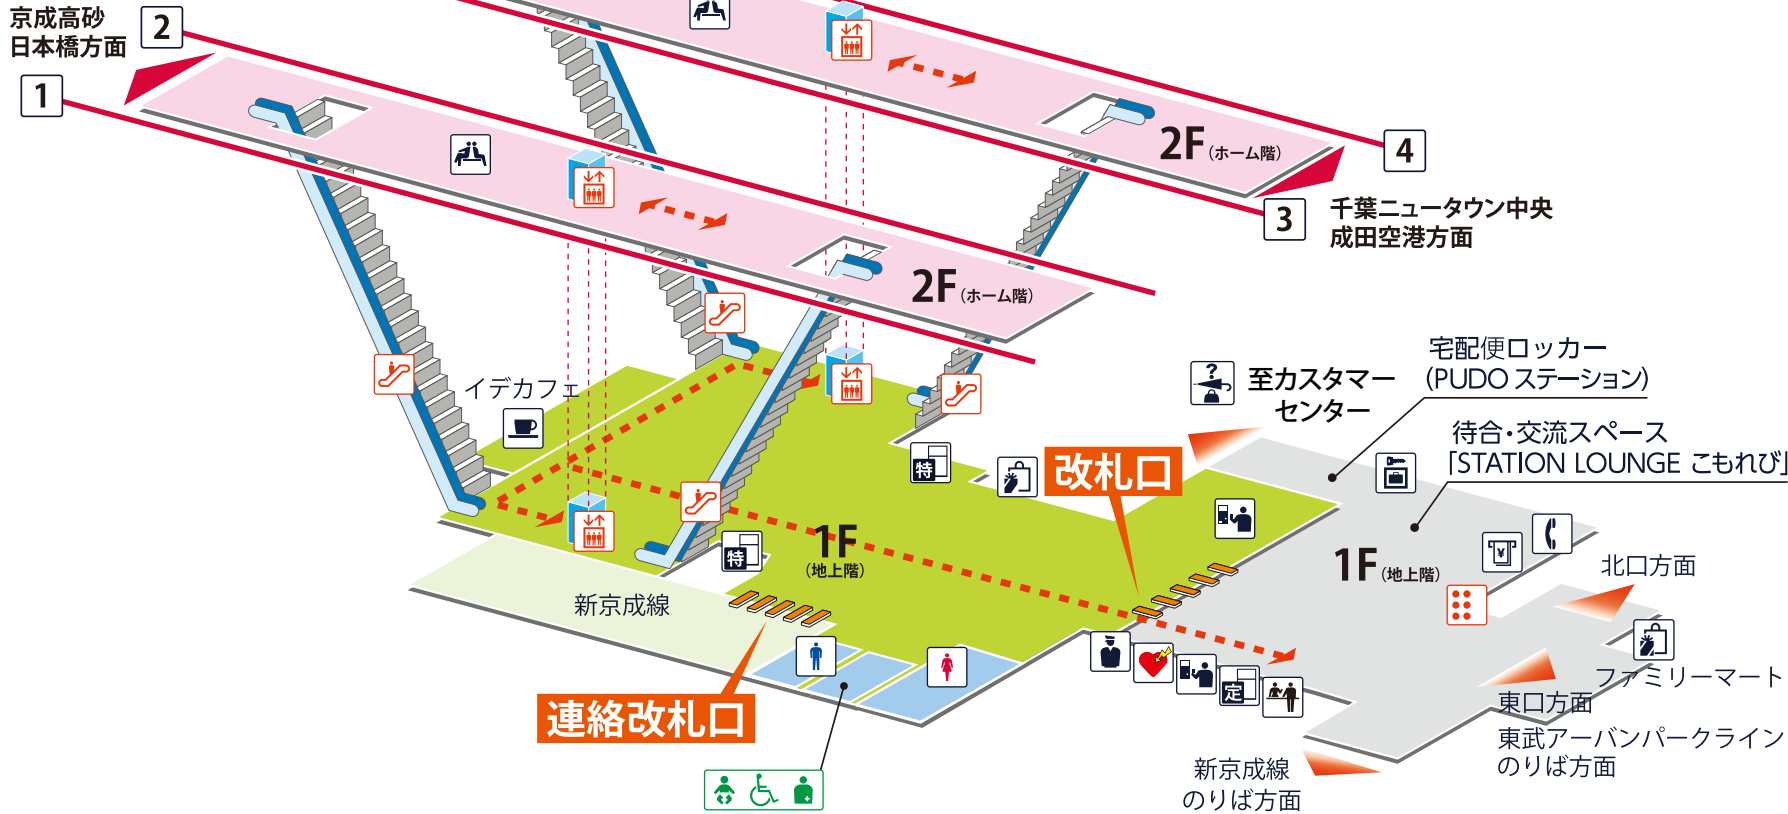 京成高砂
日本橋方面
2
1
4
2F(ホーム階)
3
千葉ニュータウン中央
成田空港方面
2F(ホーム階)
イデカフェ
?
至カスタマー
センター
宅配便ロッカー
(PUDO ステーション)
待合・交流スペース
「STATION LOUNGE こもれび」
特
改札口
特
1F
(地上階)
1F(地上階)
¥
北口方面
新京成線
連絡改札口
定
ファミリーマート
東口方面
東武アーバンパークライン
のりば方面
新京成線
のりば方面